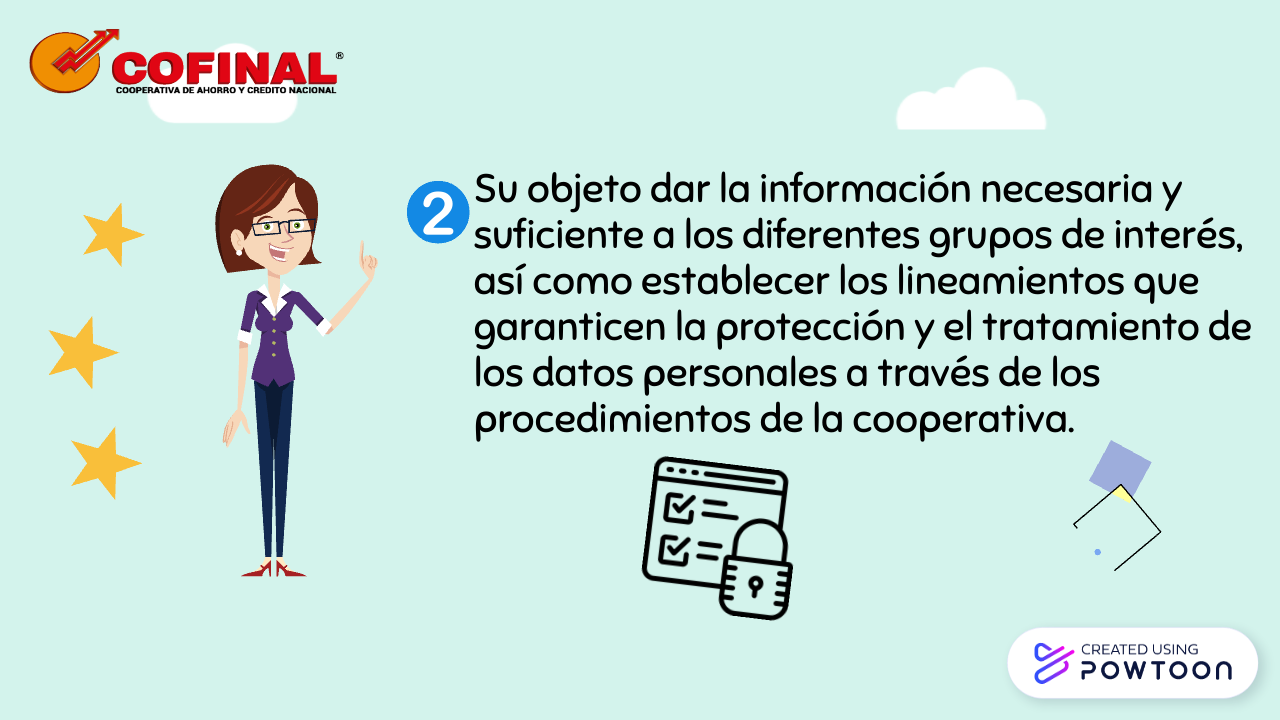 COFINAL®
COOPERATIVA DE AHORRO Y CREDITO NACIONAL
2
Su objeto dar la información necesaria y
suficiente a los diferentes grupos de interés,
así como establecer los lineamientos que
garanticen la protección y el tratamiento de
los datos personales a través de los
procedimientos de la cooperativa.
CREATED USING
POWTOON